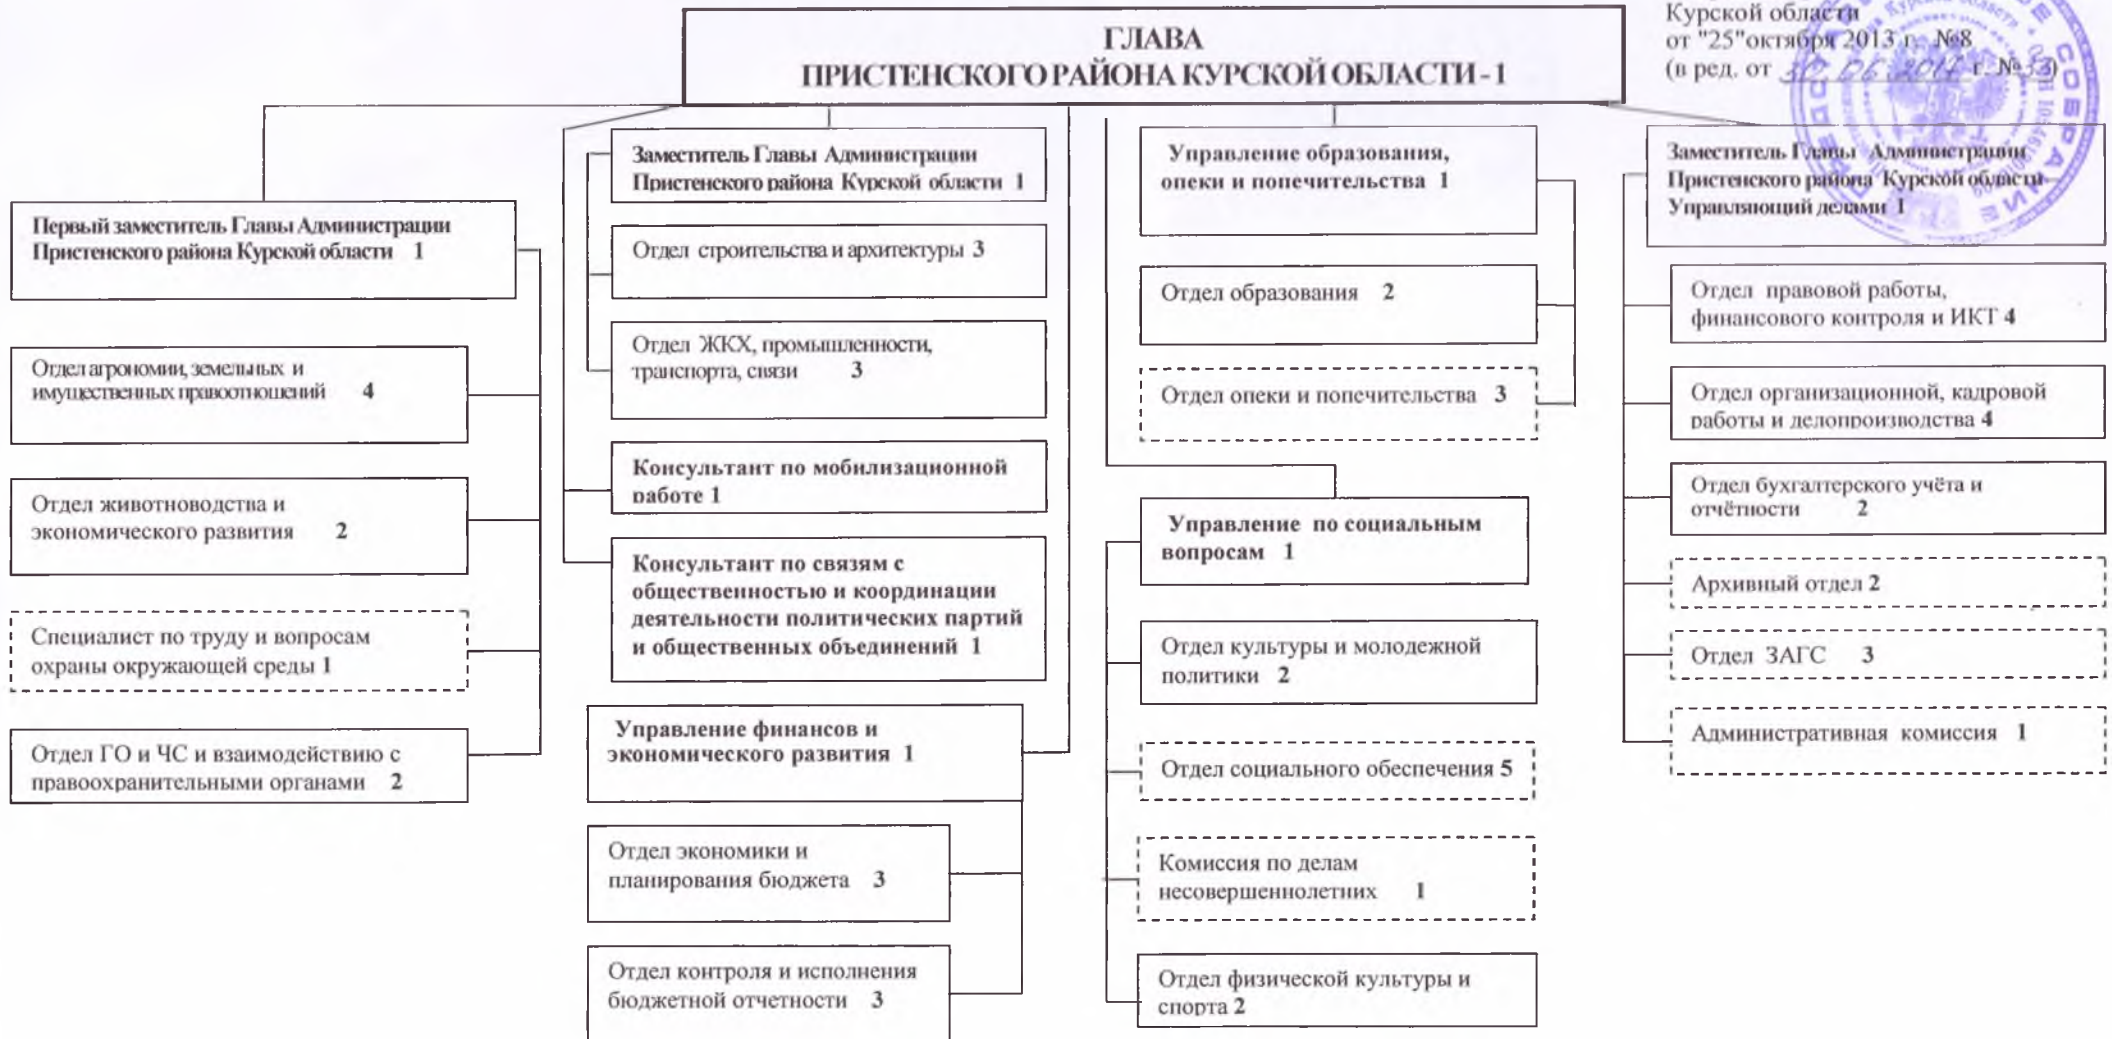 Курской области
от "25"октября 2013 г. №8
(в ред. от г. №33)
ГЛАВА
ПРИСТЕНСКОГО РАЙОНА КУРСКОЙ ОБЛАСТИ - 1
Первый заместитель Главы Администрации
Пристенского района Курской области 1
Отдел агрономии, земельных и
имущественных правоотношений 4
Отдел животноводства и
экономического развития 2
Специалист по труду и вопросам
охраны окружающей среды 1
Отдел ГО и ЧС и взаимодействию с
правоохранительными органами 2
Заместитель Главы Администрации
Пристенского района Курской области 1
Отдел строительства и архитектуры 3
Отдел ЖКХ, промышленности,
транспорта, связи 3
Консультант по мобилизационной
работе 1
Консультант по связям с
общественностью и координации
деятельности политических партий
и общественных объединений 1
Управление финансов и
экономического развития 1
Отдел экономики и
планирования бюджета 3
Отдел контроля и исполнения
бюджетной отчетности 3
Управление образования,
опеки и попечительства 1
Отдел образования 2
Отдел опеки и попечительства 3
Управление по социальным
вопросам 1
Отдел культуры и молодежной
политики 2
Отдел социального обеспечения 5
Комиссия по делам
несовершеннолетних 1
Отдел физической культуры и
спорта 2
Заместитель Главы Администрации
Пристенского района Курской области,
Управляющий делами 1
Отдел правовой работы,
финансового контроля и ИКТ 4
Отдел организационной, кадровой
работы и делопроизводства 4
Отдел бухгалтерского учёта и
отчётности 2
Архивный отдел 2
Отдел ЗАГС 3
Административная комиссия 1